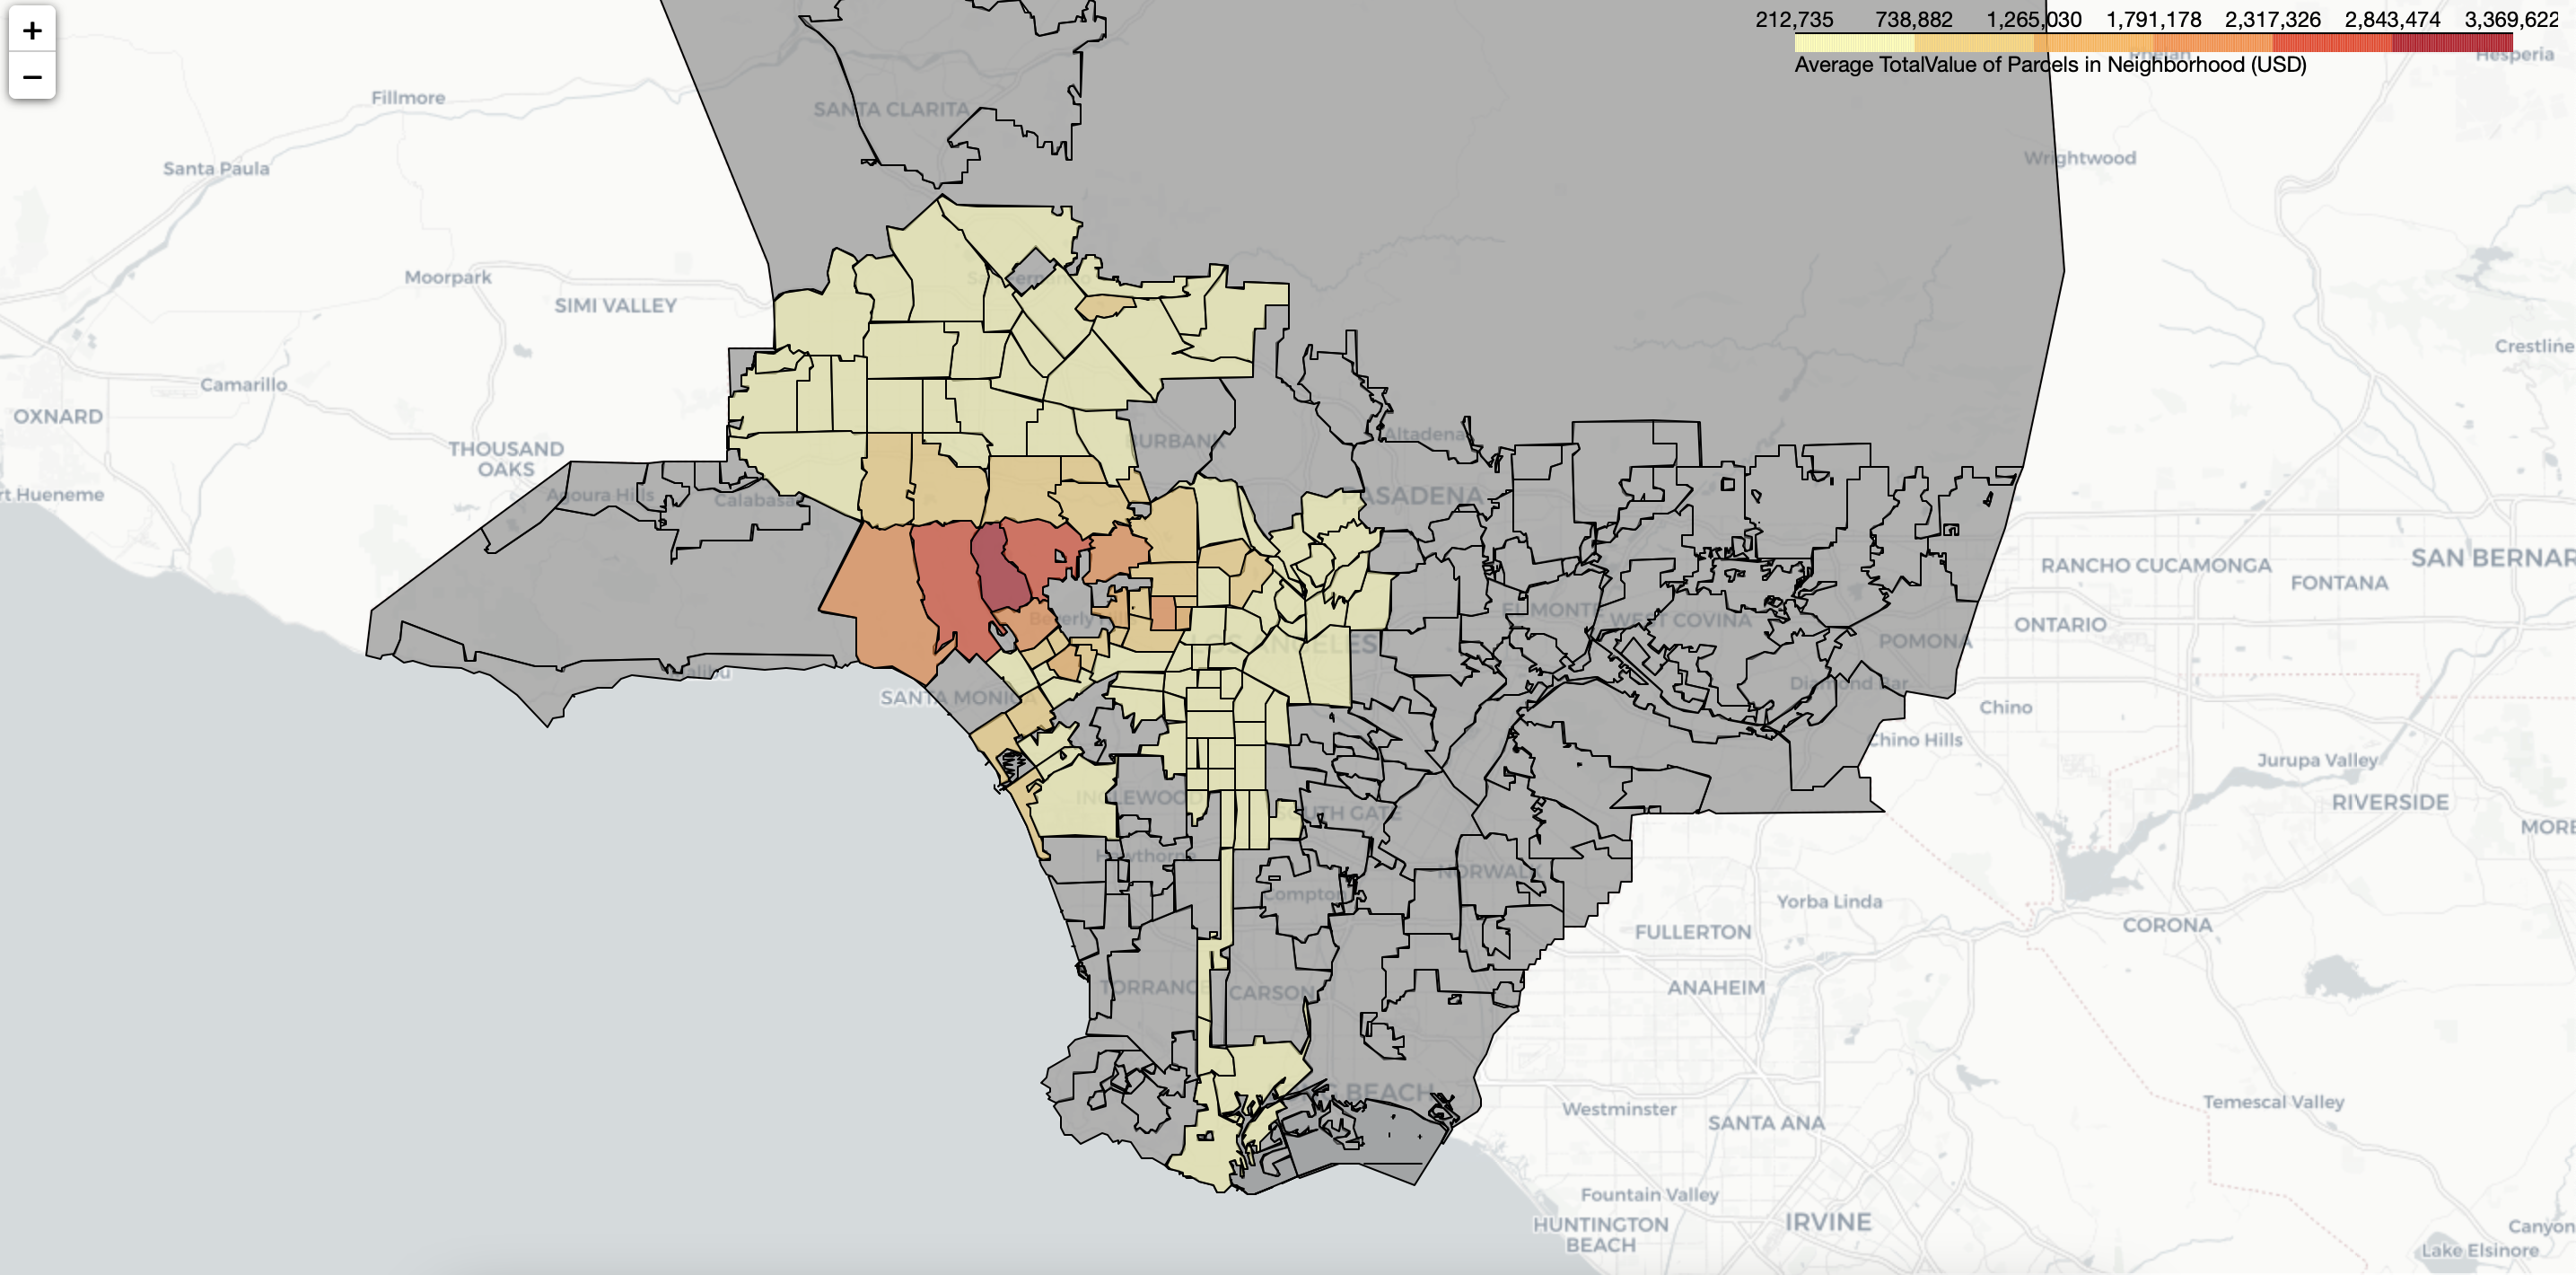 +
−
212,735 738,882 1,265,030 1,791,178 2,317,326 2,843,474 3,369,622
Average TotalValue of Parcels in Neighborhood (USD)
Hesperia
Fillmore
SANTA CLARITA
Santa Paula
Wrightwood
Moorpark
SIMI VALLEY
Crestline
Camarillo
OXNARD
THOUSAND
OAKS
BURBANK
Altadena
rt Hueneme
Agoura Hills
Calabasa
PASADENA
SAN BERNAR
RANCHO CUCAMONGA
FONTANA
EL MONTE
WEST COVINA
ONTARIO
POMONA
LOS ANGELES
Diamond Bar
SANTA MONIC
Chino
Chino Hills
Jurupa Valley
INGLEWOOD
RIVERSIDE
SOUTH GATE
MORE
Hawthorne
NORWALK
Compton
Yorba Linda
FULLERTON
CORONA
TORRANCE
CARSON
ANAHEIM
BEACH
Westminster
SANTA ANA
Temescal Valley
Fountain Valley
HUNTINGTON
BEACH
IRVINE
Canyon
Lake Elsinore